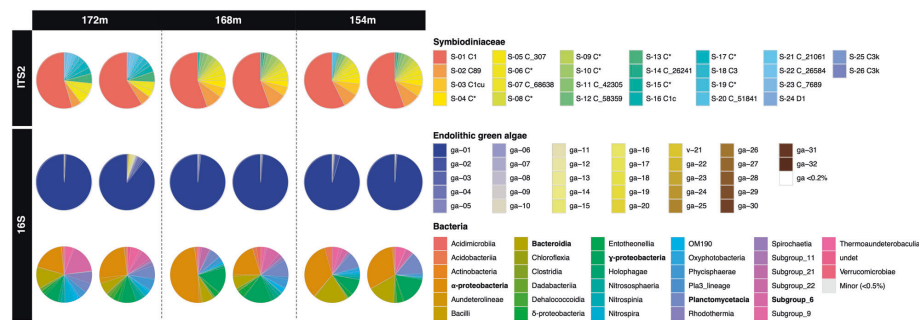 172m 168m 154m
ITS2
16S
Symbiodiniaceae
S-01 C1 S-05 C_307 S-09 C* S-13 C* S-17 C* S-21 C_21061 S-25 C3k
S-02 C89 S-06 C* S-10 C* S-14 C_26241 S-18 C3 S-22 C_26584 S-26 C3k
S-03 C1cu S-07 C_68638 S-11 C_42305 S-15 C* S-19 C* S-23 C_7689
S-04 C* S-08 C* S-12 C_58359 S-16 C1c S-20 C_51841 S-24 D1
Endolithic green algae
ga-01 ga-06 ga-11 ga-16 v-21 ga-26 ga-31
ga-02 ga-07 ga-12 ga-17 ga-22 ga-27 ga-32
ga-03 ga-08 ga-13 ga-18 ga-23 ga-28 ga <0.2%
ga-04 ga-09 ga-14 ga-19 ga-24 ga-29
ga-05 ga-10 ga-15 ga-20 ga-25 ga-30
Bacteria
Acidimicrobiia Bacteroidia Entotheonellia OM190 Spirochaetia Thermoaunderobacula
Acidobacteriia Chloroflexia γ-proteobacteria Oxyphotobacteria Subgroup_11 undet
Actinobacteria Clostridia Holophagae Phycisphaerae Subgroup_21 Verrucomicrobiae
α-proteobacteria Dadabacteriia Nitrososphaeria Pla3_lineage Subgroup_22 Minor (<0.5%)
Aundeterolineae Dehalococcoidia Nitrospinia Planctomycetacia Subgroup_6
Bacilli δ-proteobacteria Nitrospira Rhodothermia Subgroup_9